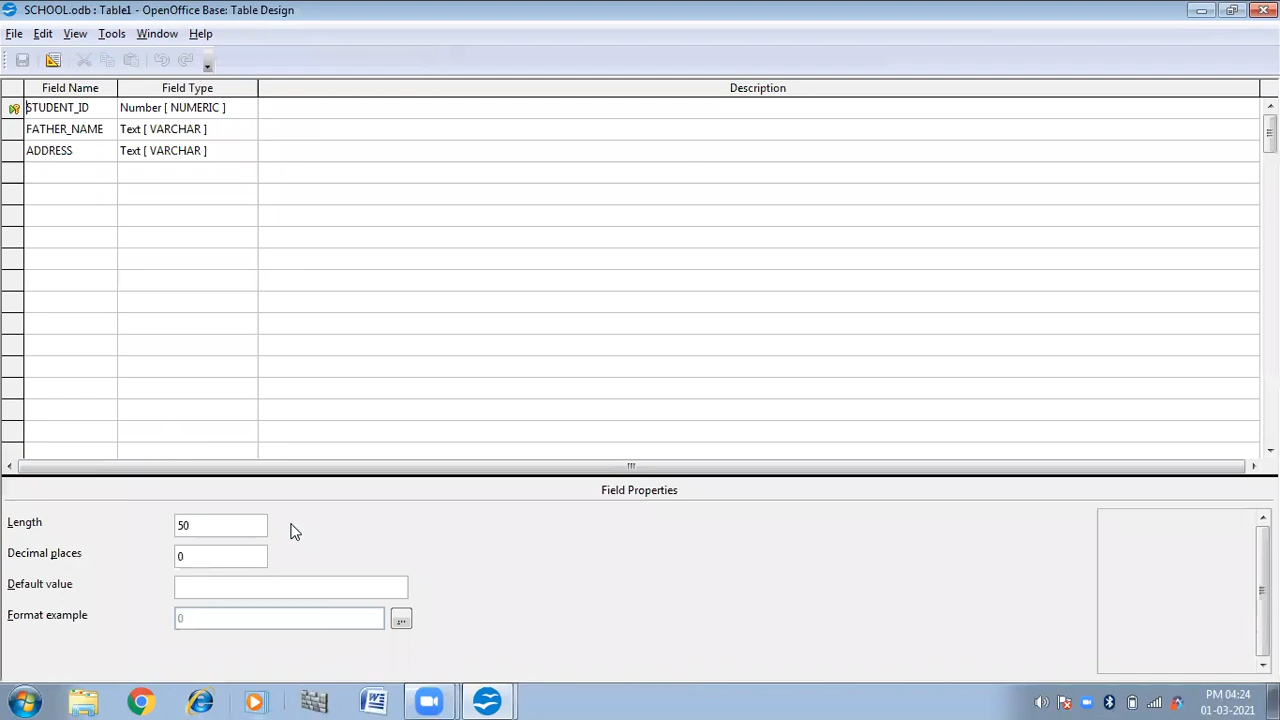 SCHOOL.odb : Table1 - OpenOffice Base: Table Design
File Edit View Tools Window Help
Field Name Field Type Description
STUDENT_ID Number [ NUMERIC ]
FATHER_NAME Text [ VARCHAR ]
ADDRESS Text [ VARCHAR ]
Field Properties
Length 50
Decimal places 0
Default value
Format example 0 ...
PM 04:24
01-03-2021